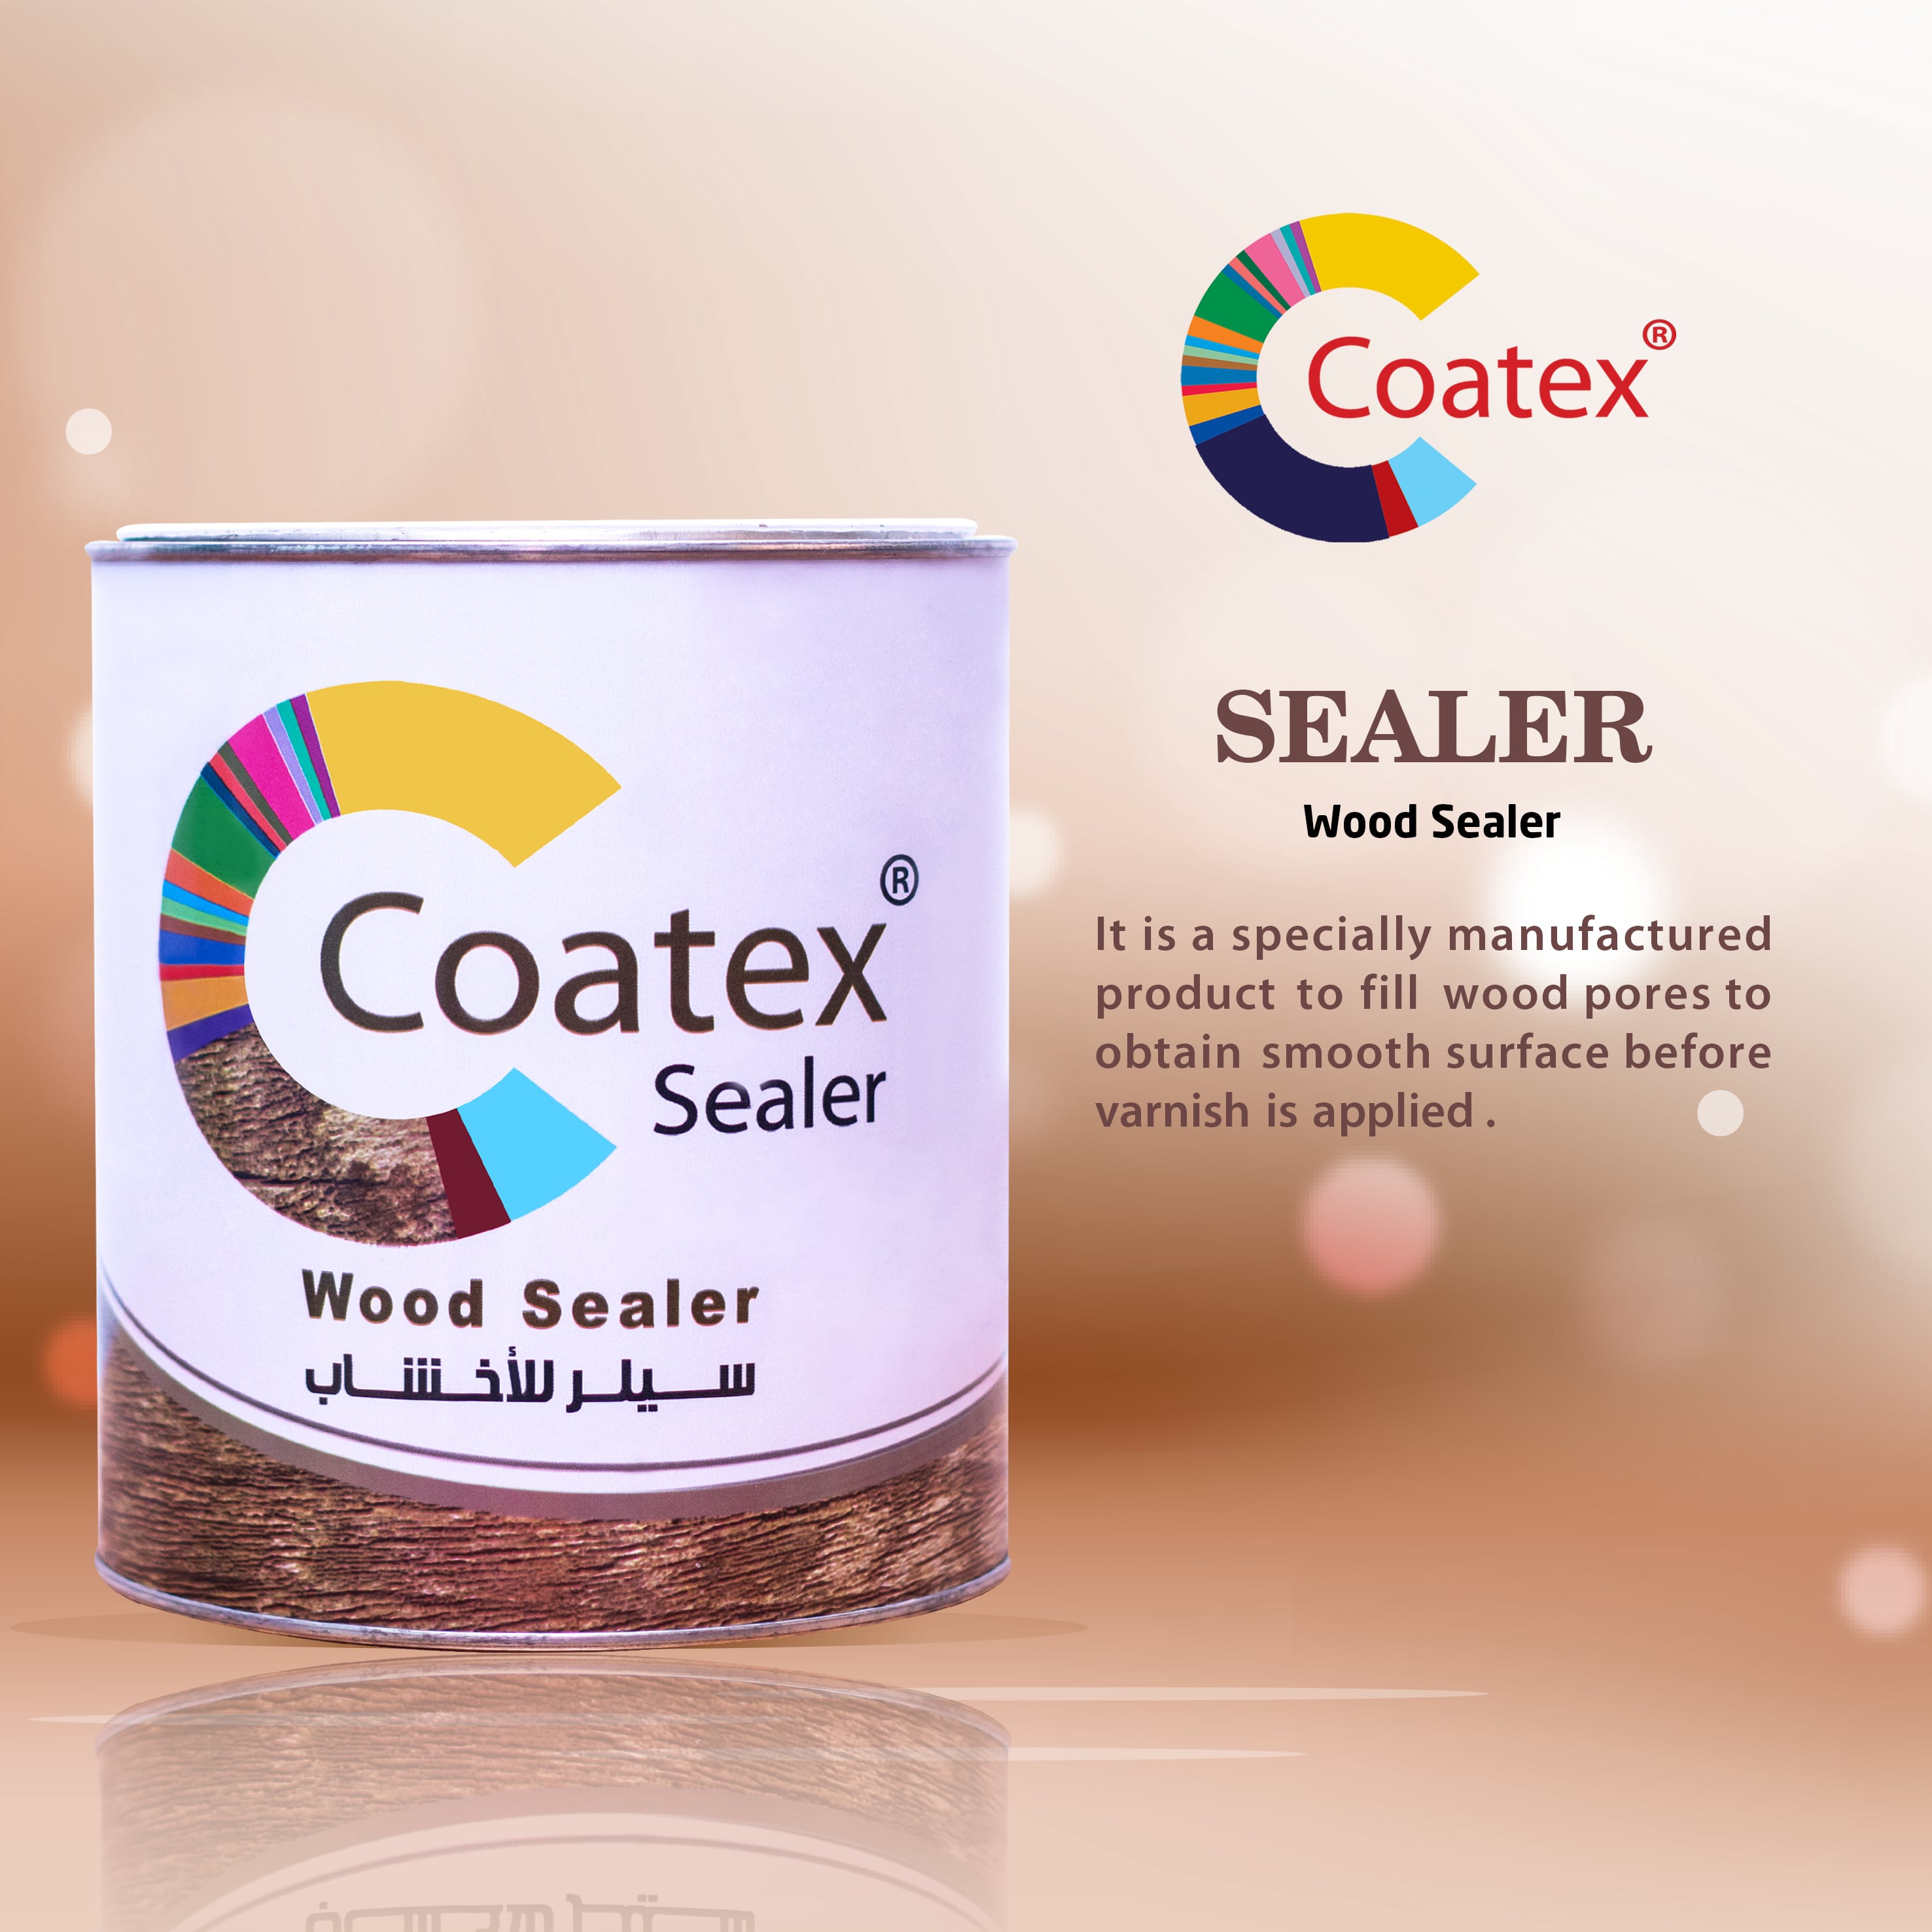 Coatex®
Sealer
Wood Sealer
سيلر للأخشاب
Coatex®
SEALER
Wood Sealer
It is a specially manufactured
product to fill wood pores to
obtain smooth surface before
varnish is applied .